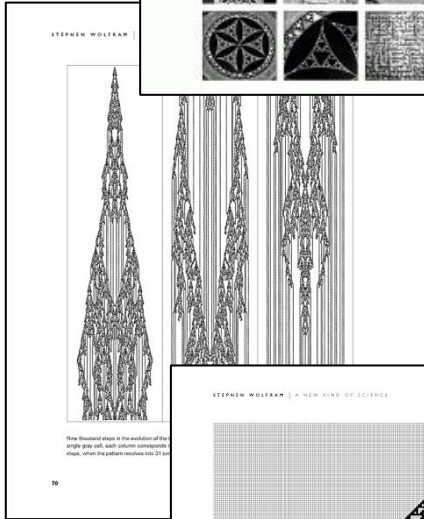 STEPHEN WOLFRAM |
STEPHEN WOLFRAM | A NEW KIND OF SCIENCE
Nine thousand steps in the evolution of the
single gray cell, each column corresponds
steps, when the pattern resolves into 31
70